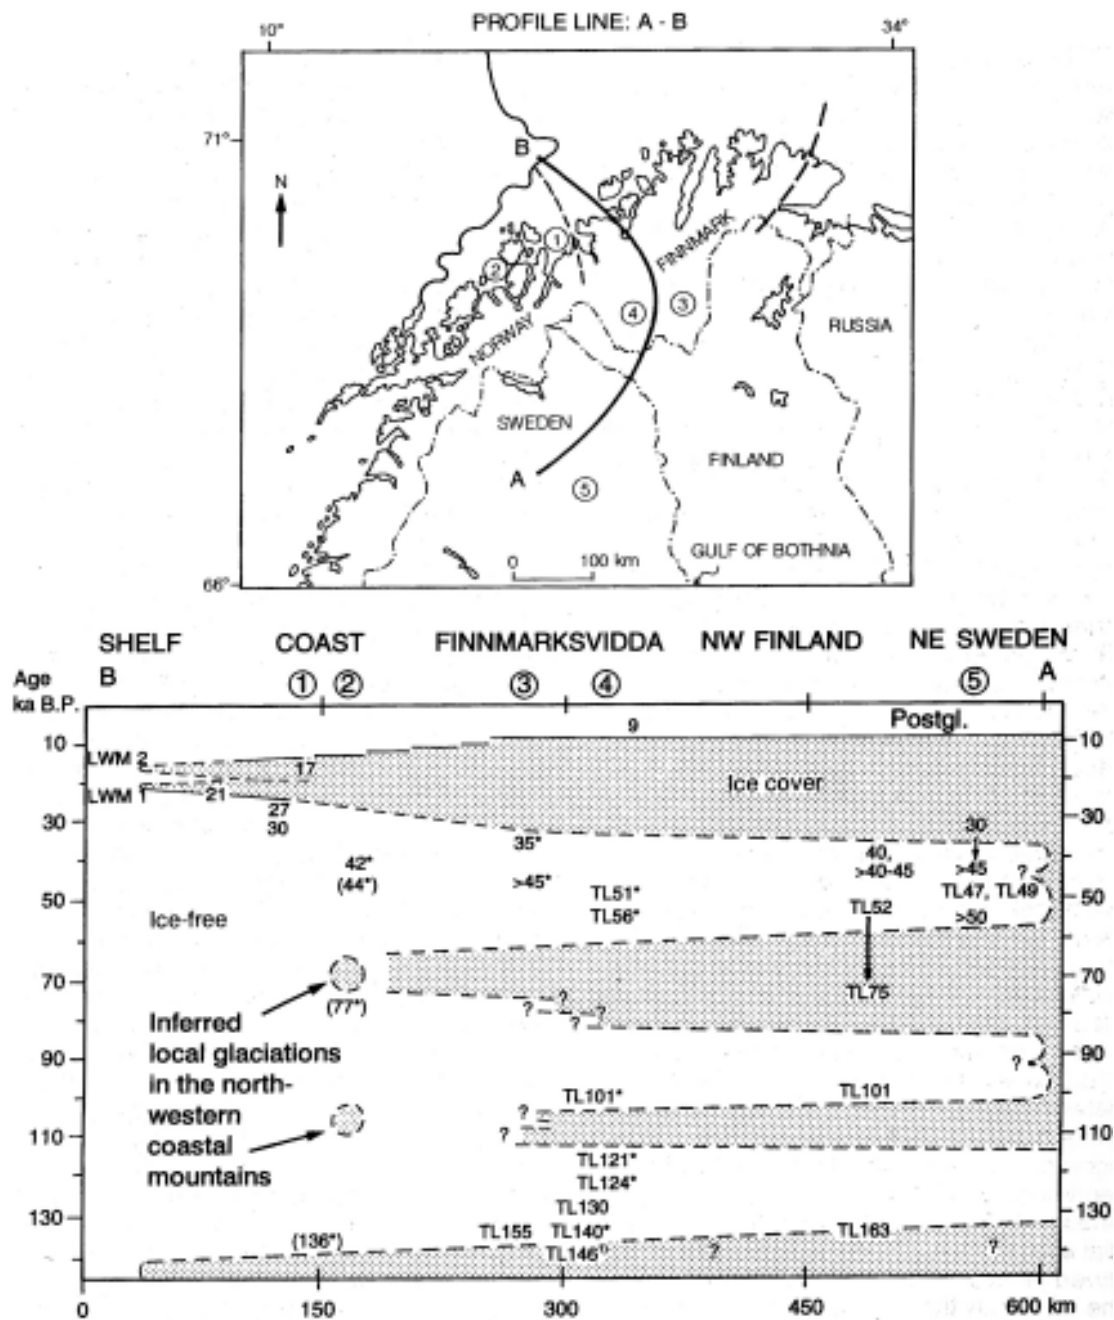 PROFILE LINE: A - B
10°
34°
71°
B
N
1
2
FINNMARK
3
4
NORWAY
RUSSIA
SWEDEN
FINLAND
A
5
0 100 km
GULF OF BOTHNIA
66°
SHELF COAST FINNMARKSVIDDA NW FINLAND NE SWEDEN
Age B 1 2 3 4 5 A
ka B.P.
9 Postgl.
10 10
LWM 2
17
Ice cover
LWM 1 21
27
30 30 30 30
35*
42* 40,
(44*) >45* >40-45 >45
TL51* ? TL47, TL49
50 50
Ice-free TL56* TL52 >50
70 70
(77*) TL75
? ? ? ?
Inferred
local glaciations
90 90
in the north-
?
western
TL101* TL101
coastal
?
110 ? 110
mountains
TL121*
TL124*
130 TL130 130
(136*) TL155 TL140* TL163
TL146¹⁾ ? ?
0 150 300 450 600 km